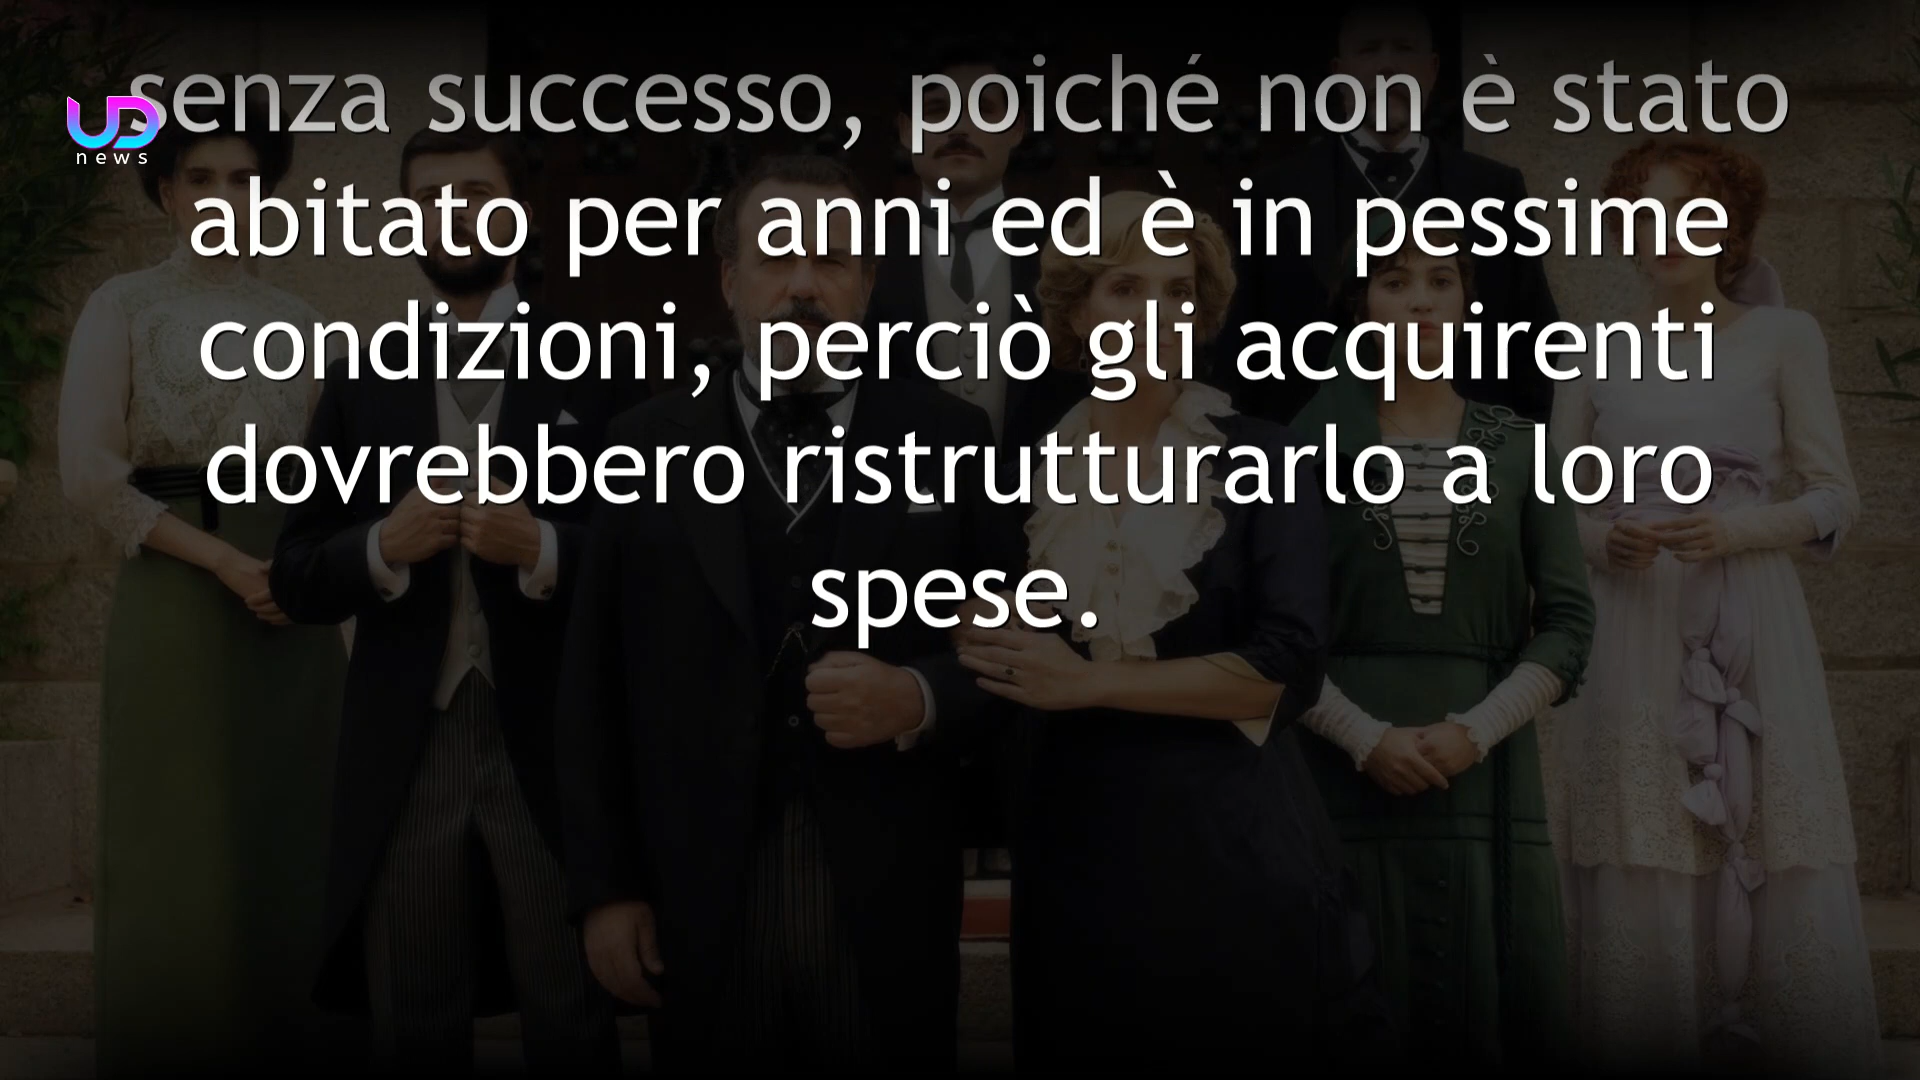 senza successo, poiché non è stato
UD
news
abitato per anni ed è in pessime
condizioni, perciò gli acquirenti
dovrebbero ristrutturarlo a loro
spese.